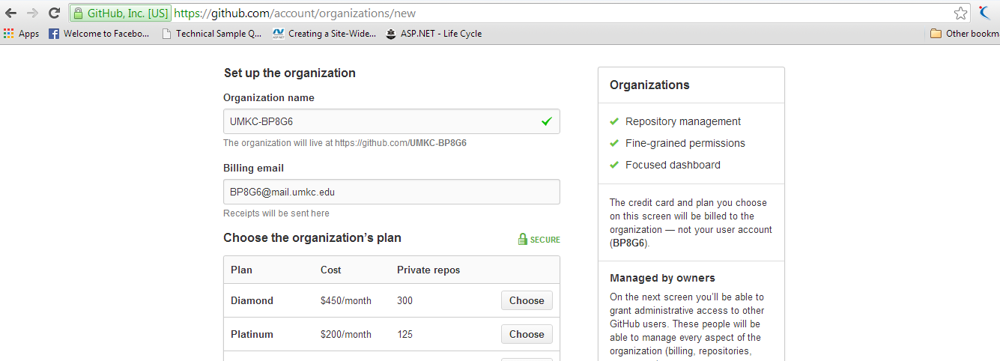 GitHub, Inc. [US] https://github.com/account/organizations/new
Apps Welcome to Facebo... Technical Sample Q... Creating a Site-Wide... ASP.NET - Life Cycle Other bookm
Set up the organization
Organization name
UMKC-BP8G6
The organization will live at https://github.com/UMKC-BP8G6
Billing email
BP8G6@mail.umkc.edu
Receipts will be sent here
Choose the organization's plan SECURE
Plan Cost Private repos
Diamond $450/month 300 Choose
Platinum $200/month 125 Choose
Organizations
Repository management
Fine-grained permissions
Focused dashboard
The credit card and plan you choose
on this screen will be billed to the
organization — not your user account
(BP8G6).
Managed by owners
On the next screen you'll be able to
grant administrative access to other
GitHub users. These people will be
able to manage every aspect of the
organization (billing, repositories,